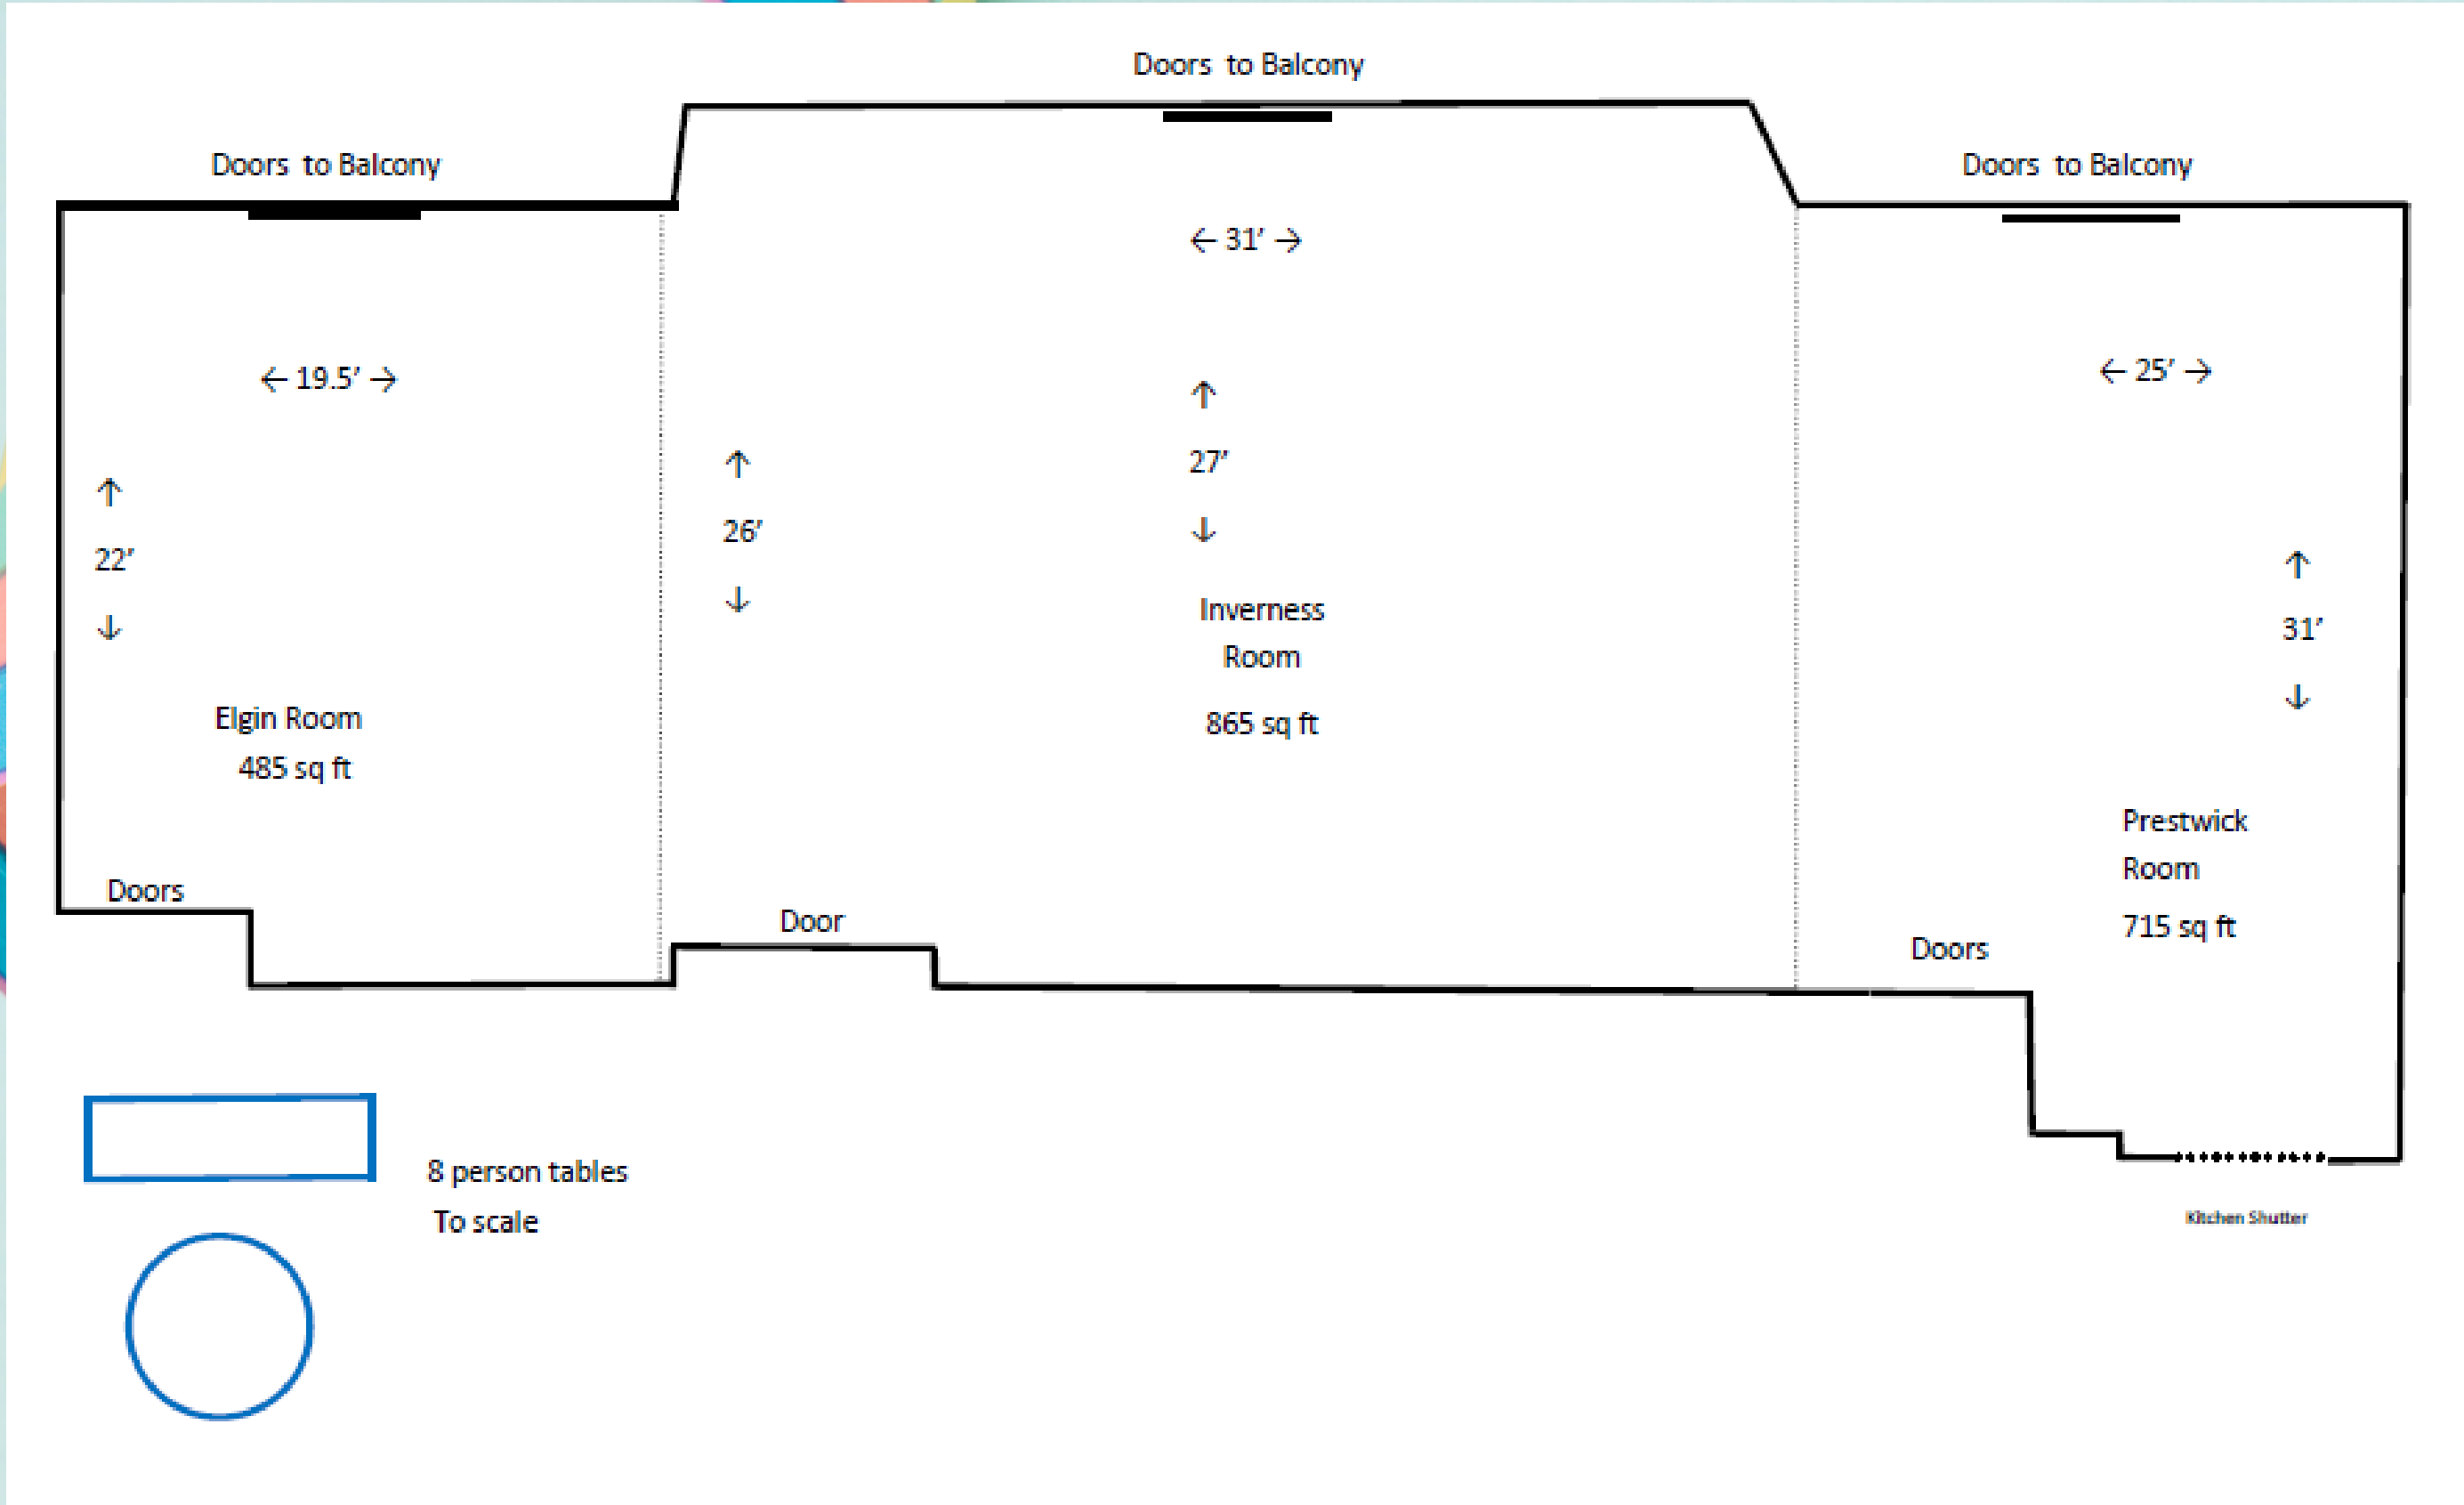 Doors to Balcony
Doors to Balcony
Doors to Balcony
← 31' →
← 19.5' →
← 25' →
↑
27'
↓
↑
26'
↓
↑
22'
↓
↑
31'
↓
Inverness
Room
865 sq ft
Elgin Room
485 sq ft
Prestwick
Room
715 sq ft
Doors
Door
Doors
8 person tables
To scale
Kitchen Shutter